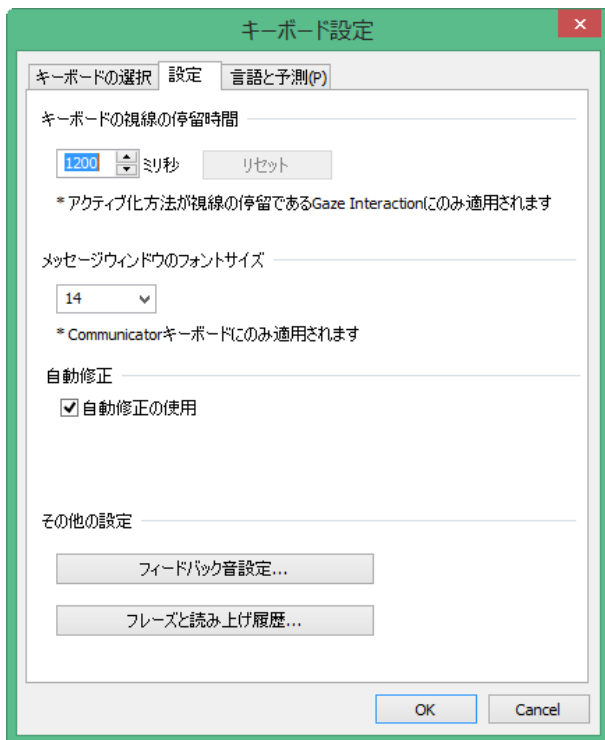 キーボード設定
キーボードの選択 設定 言語と予測(P)
キーボードの視線の停留時間
1200 ミリ秒 リセット
* アクティブ化方法が視線の停留であるGaze Interactionにのみ適用されます
メッセージウィンドウのフォントサイズ
14
* Communicatorキーボードにのみ適用されます
自動修正
自動修正の使用
その他の設定
フィードバック音設定...
フレーズと読み上げ履歴...
OK Cancel